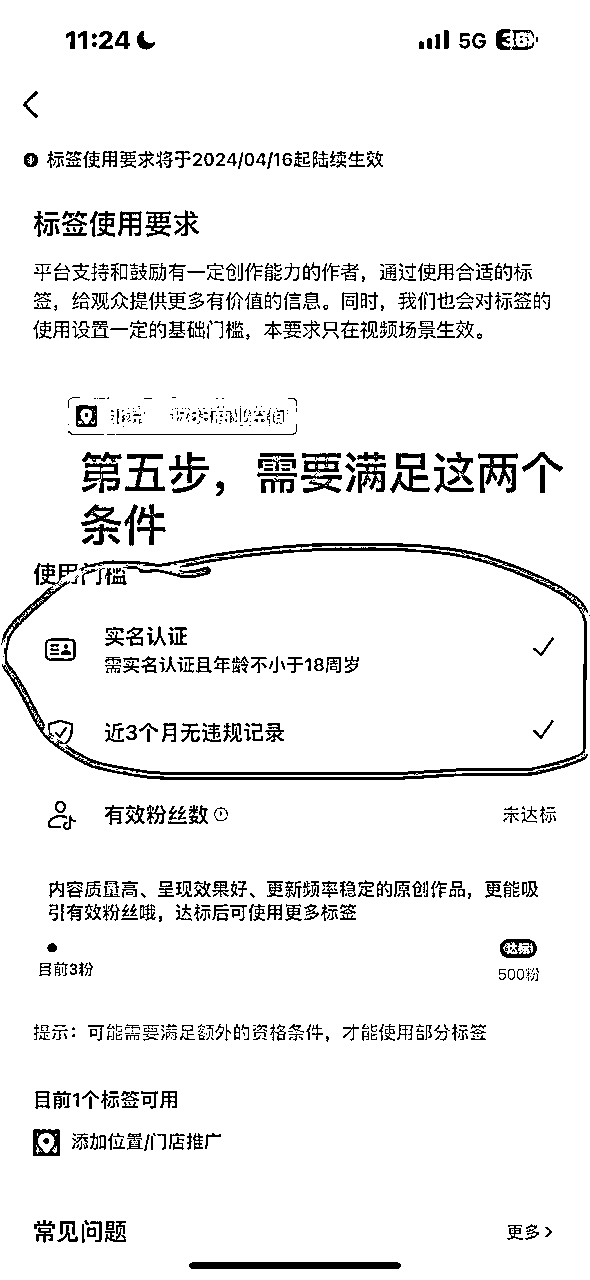 11:24
5G
标签使用要求将于2024/04/16起陆续生效
标签使用要求
平台支持和鼓励有一定创作能力的作者，通过使用合适的标
签，给观众提供更多有价值的信息。同时，我们也会对标签的
使用设置一定的基础门槛，本要求只在视频场景生效。
第五步，需要满足这两个
条件
使用门槛
实名认证
需实名认证且年龄不小于18周岁
近3个月无违规记录
有效粉丝数
未达标
内容质量高、呈现效果好、更新频率稳定的原创作品，更能吸
引有效粉丝哦，达标后可使用更多标签
达标
目前3粉
500粉
提示：可能需要满足额外的资格条件，才能使用部分标签
目前1个标签可用
添加位置/门店推广
常见问题
更多